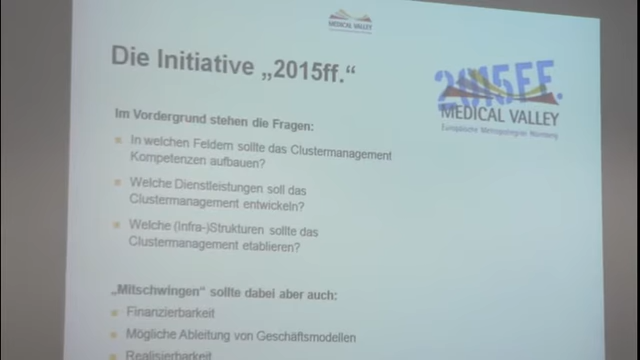 MEDICAL VALLEY
Die Initiative „2015ff.“
2015FF.
MEDICAL VALLEY
Europäische Metropolregion Nürnberg
Im Vordergrund stehen die Fragen:
In welchen Feldern sollte das Clustermanagement
Kompetenzen aufbauen?
Welche Dienstleistungen soll das
Clustermanagement entwickeln?
Welche (Infra-)Strukturen sollte das
Clustermanagement etablieren?
„Mitschwingen“ sollte dabei aber auch:
Finanzierbarkeit
Mögliche Ableitung von Geschäftsmodellen
Realisierbarkeit